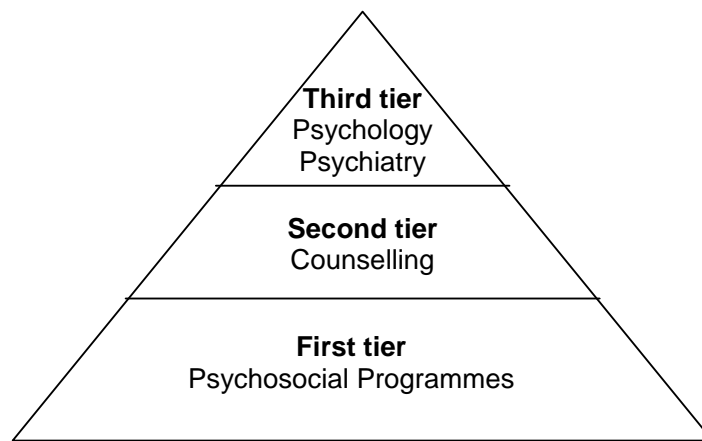 Third tier
Psychology
Psychiatry
Second tier
Counselling
First tier
Psychosocial Programmes